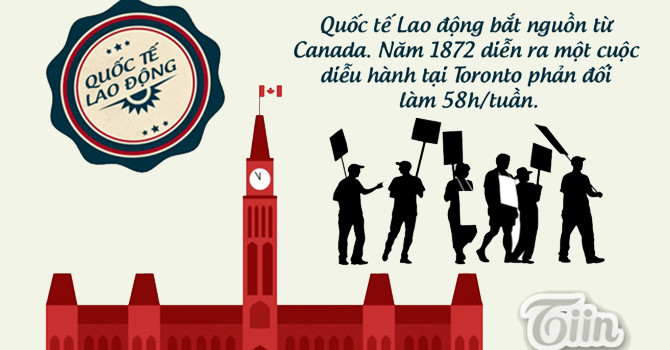 QUỐC TẾ
LAO ĐỘNG
Quốc tế Lao động bắt nguồn từ
Canada. Năm 1872 diễn ra một cuộc
diễu hành tại Toronto phản đối
làm 58h/tuần.
Tiin